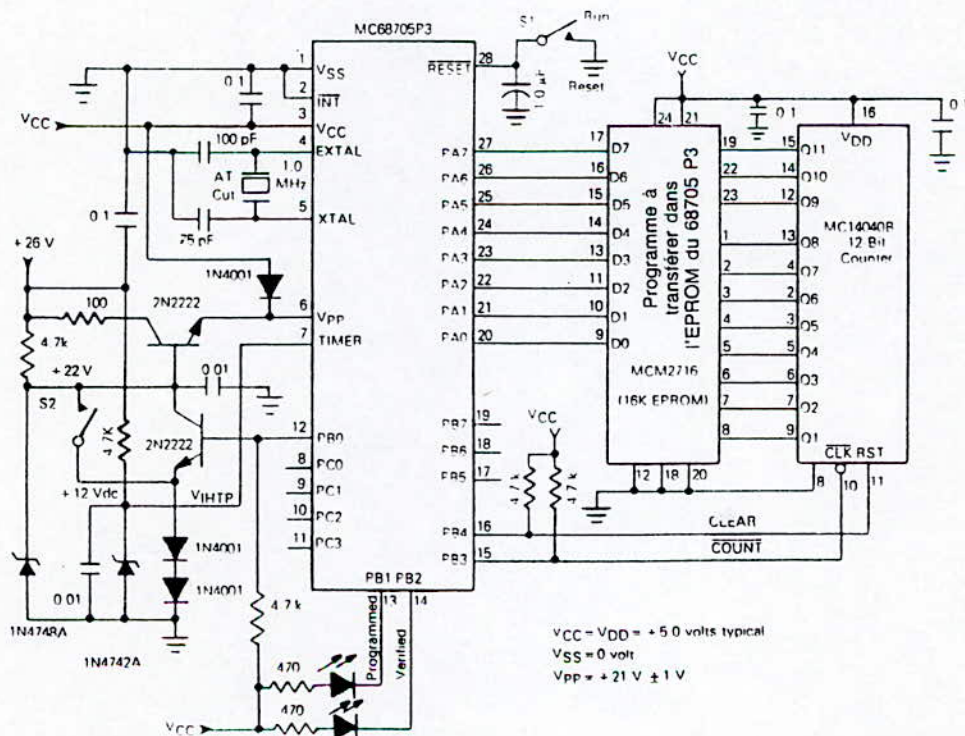 MC68705P3
S1
Run
Reset
1.0 µF
28
RESET
1
VSS
2
INT
0 1
3
VCC
VCC
100 pF
4
EXTAL
AT
Cut
1.0
MHz
5
XTAL
75 pF
0 1
+ 26 V
1N4001
100
2N2222
6
VPP
7
TIMER
4.7k
+ 22 V
0 01
S2
4.7K
2N2222
12
PB0
8
PC0
9
PC1
10
PC2
11
PC3
+ 12 Vdc
VIHTP
1N4001
1N4001
0 01
1N4748A
1N4742A
4.7 k
470
470
VCC
PB1 PB2
13 14
Programmed
Verified
PA7 27
PA6 26
PA5 25
PA4 24
PA3 23
PA2 22
PA1 21
PA0 20
PB7 19
PB6 18
PB5 17
PB4 16
PB3 15
VCC
4.7 k
4.7 k
CLEAR
COUNT
VCC
24 21
17 D7
16 D6
15 D5
14 D4
13 D3
11 D2
10 D1
9 D0
Programme à
transférer dans
l'EPROM du 68705 P3
MCM2716
(16K EPROM)
12 18 20
0 1
16
VDD
0 1
19 15 Q11
22 14 Q10
23 12 Q9
1 13 Q8
2 4 Q7
3 2 Q6
4 3 Q5
5 5 Q4
6 6 Q3
7 7 Q2
8 9 Q1
MC14040B
12 Bit
Counter
CLK RST
8 10 11
VCC = VDD = +5.0 volts typical
VSS = 0 volt
VPP = +21 V ± 1 V